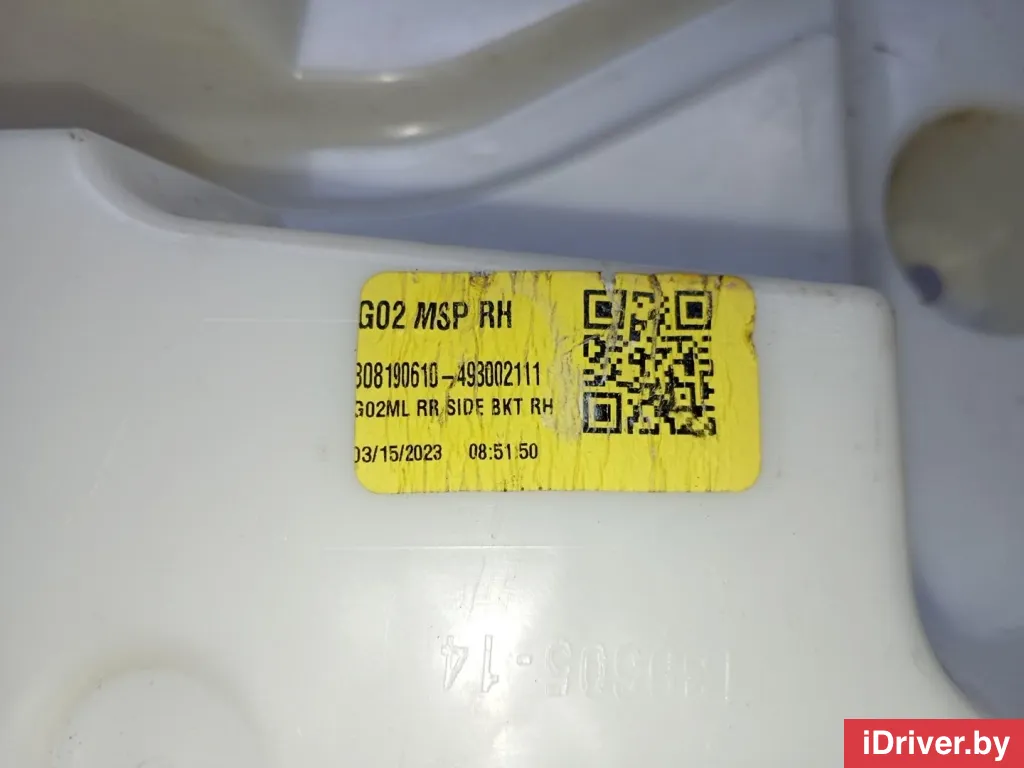 G02 MSP RH
308190610-493002111
G02ML RR SIDE BKT RH
03/15/2023 08:51:50
iDriver.by